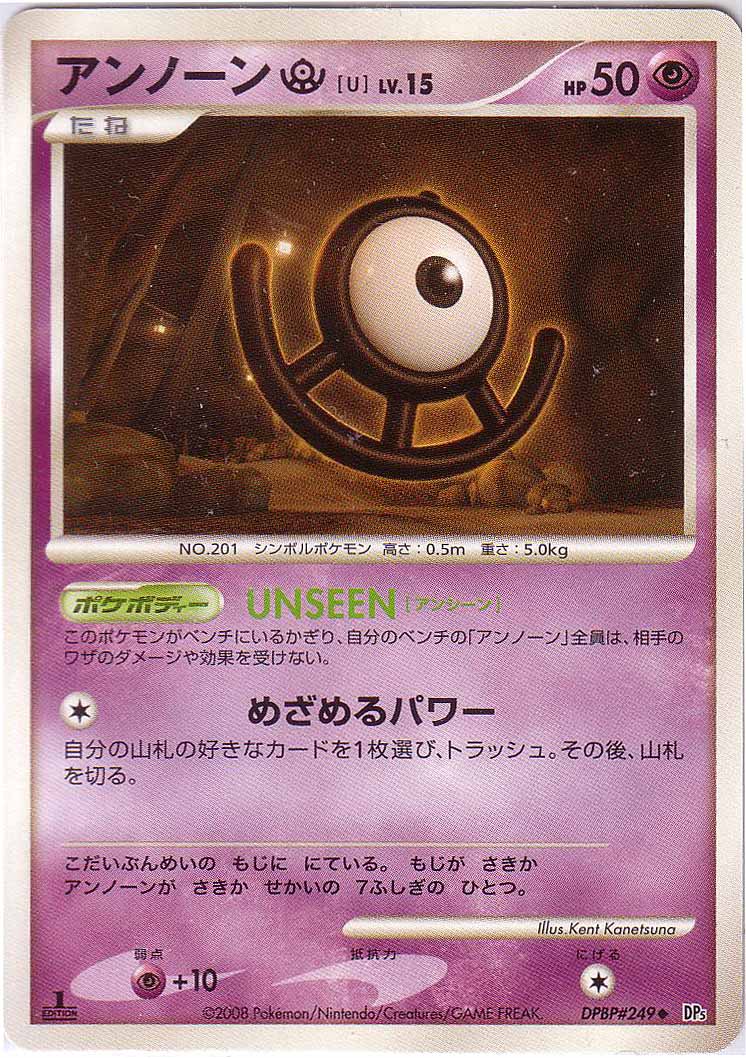 アンノーン [U] LV.15 HP 50
たね
NO.201 シンボルポケモン 高さ：0.5m 重さ：5.0kg
ポケボディー UNSEEN [アンシーン]
このポケモンがベンチにいるかぎり、自分のベンチの「アンノーン」全員は、相手の
ワザのダメージや効果を受けない。
めざめるパワー
自分の山札の好きなカードを1枚選び、トラッシュ。その後、山札
を切る。
こだいぶんめいの もじに にている。 もじが さきか
アンノーンが さきか せかいの 7ふしぎの ひとつ。
Illus.Kent Kanetsuna
弱点 抵抗力 にげる
+10
1 EDITION ©2008 Pokémon/Nintendo/Creatures/GAME FREAK. DPBP#249 DP5